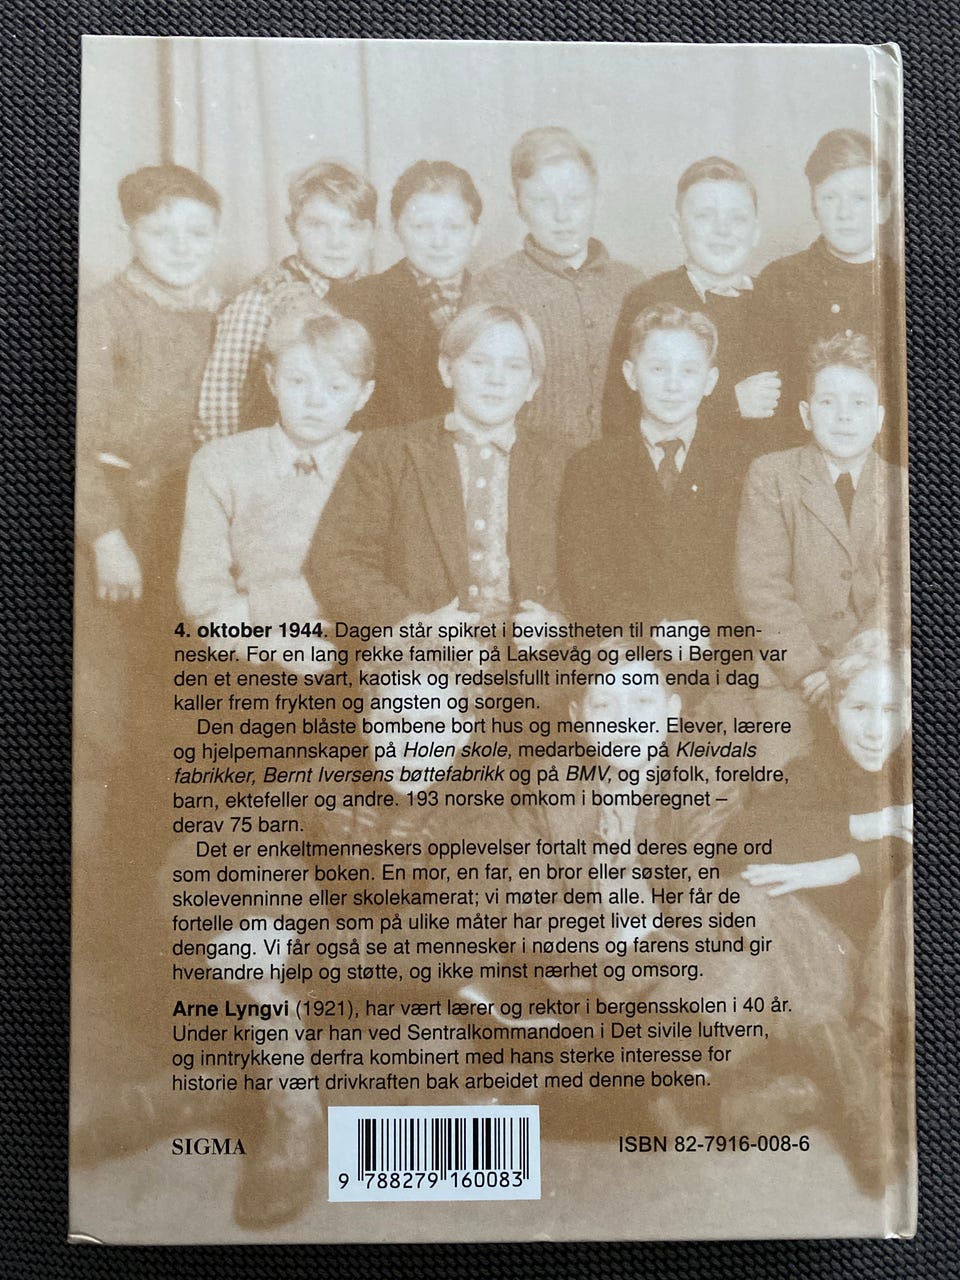 4. oktober 1944. Dagen står spikret i bevisstheten til mange men-
nesker. For en lang rekke familier på Laksevåg og ellers i Bergen var
den et eneste svart, kaotisk og redselsfullt inferno som enda i dag
kaller frem frykten og angsten og sorgen.
Den dagen blåste bombene bort hus og mennesker. Elever, lærere
og hjelpemannskaper på Holen skole, medarbeidere på Kleivdals
fabrikker, Bernt Iversens bøttefabrikk og på BMV, og sjøfolk, foreldre,
barn, ektefeller og andre. 193 norske omkom i bomberegnet –
derav 75 barn.
Det er enkeltmenneskers opplevelser fortalt med deres egne ord
som dominerer boken. En mor, en far, en bror eller søster, en
skolevenninne eller skolekamerat; vi møter dem alle. Her får de
fortelle om dagen som på ulike måter har preget livet deres siden
dengang. Vi får også se at mennesker i nødens og farens stund gir
hverandre hjelp og støtte, og ikke minst nærhet og omsorg.
Arne Lyngvi (1921), har vært lærer og rektor i bergensskolen i 40 år.
Under krigen var han ved Sentralkommandoen i Det sivile luftvern,
og inntrykkene derfra kombinert med hans sterke interesse for
historie har vært drivkraften bak arbeidet med denne boken.
SIGMA
ISBN 82-7916-008-6
9 788279 160083